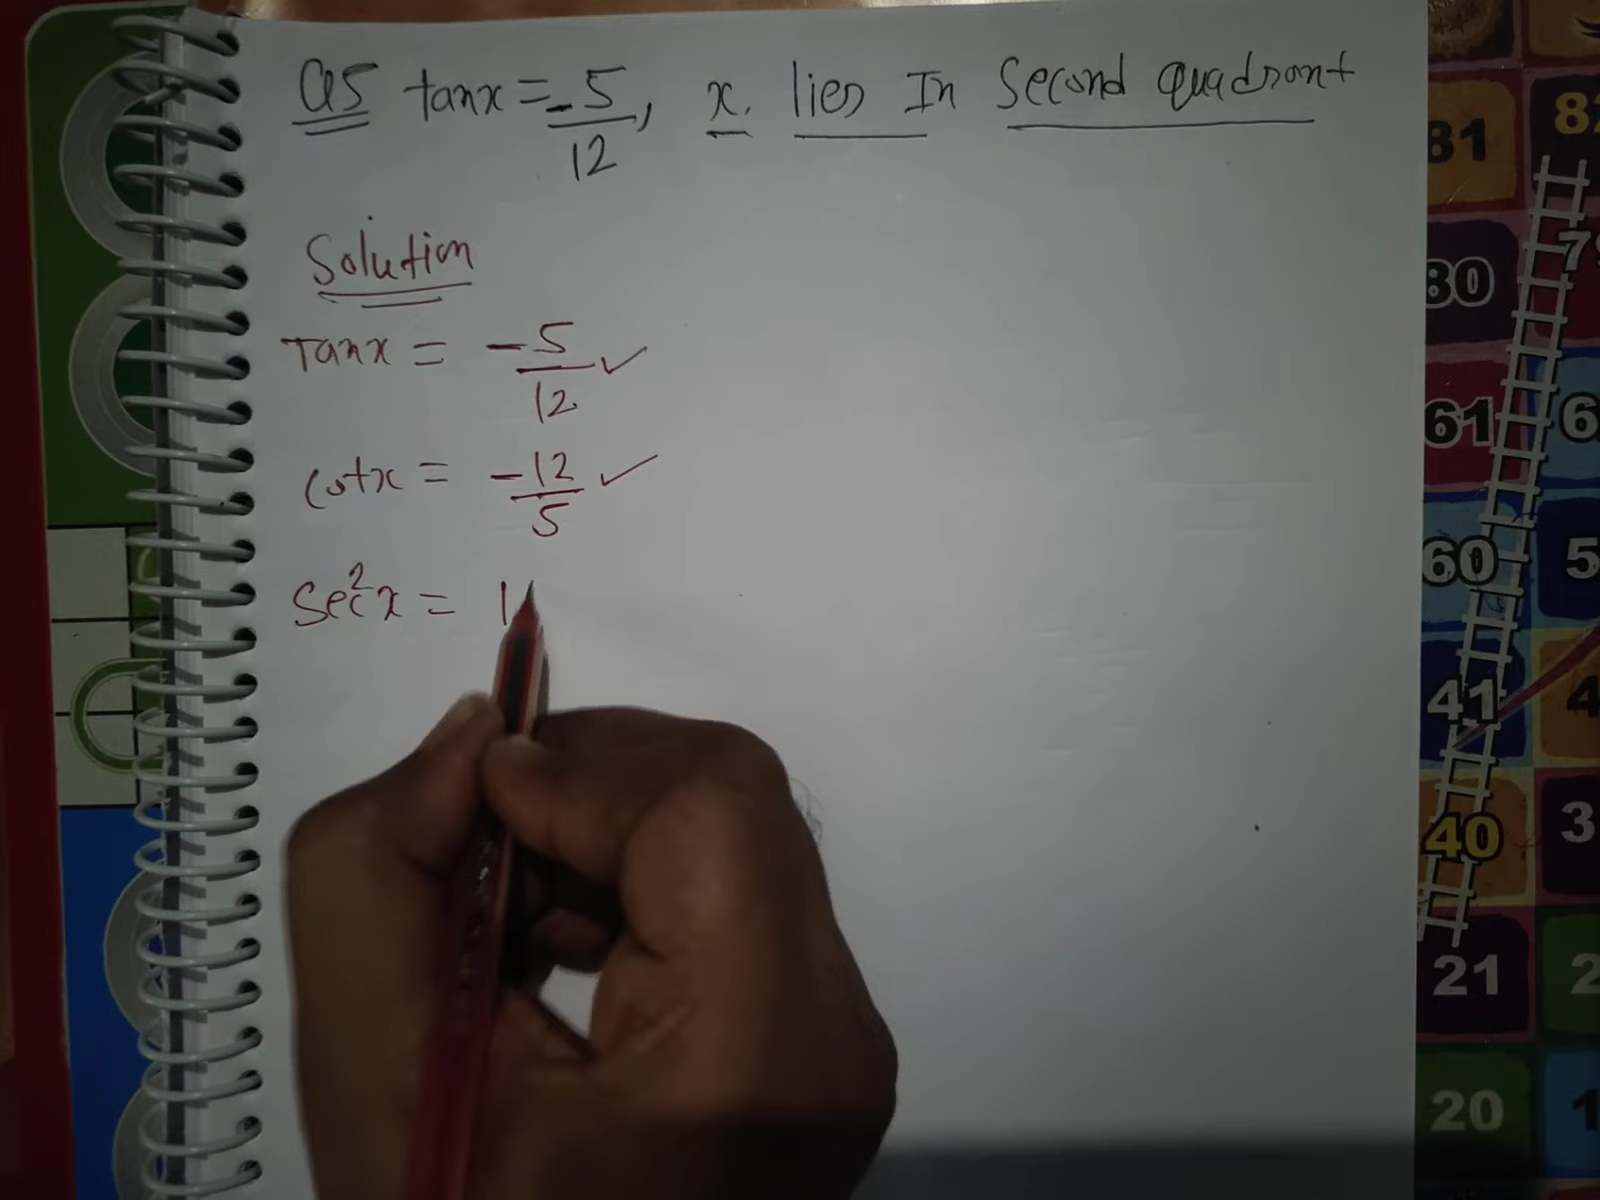 Q5 tanx = -5/12, x. lies In Second quadrant
Solution
Tanx = -5/12 ✓
cotx = -12/5 ✓
Sec²x = 1
81
82
80
79
61
60
41
40
21
20